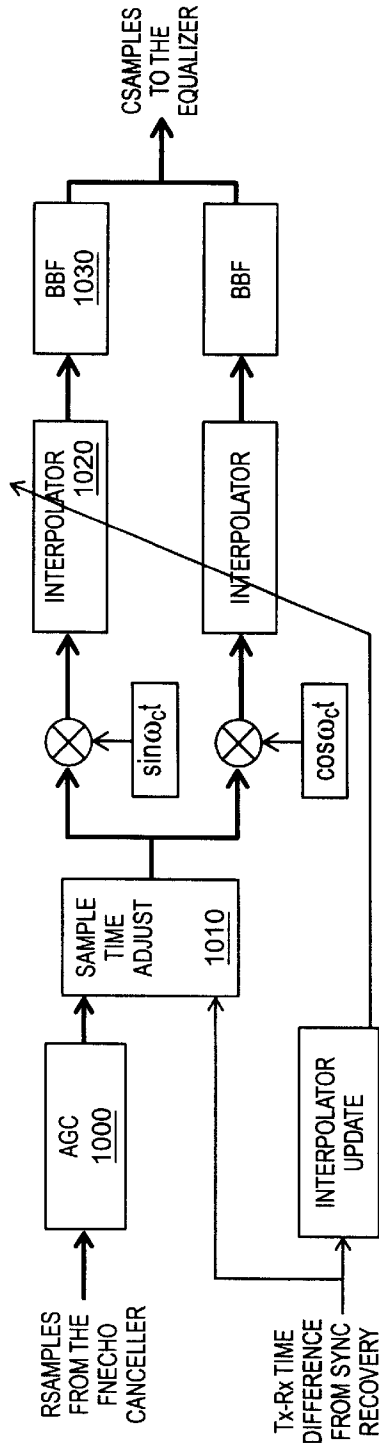 RSAMPLES
FROM THE
FNECHO
CANCELLER
AGC
1000
SAMPLE
TIME
ADJUST
1010
sinω_ct
cosω_ct
INTERPOLATOR
1020
INTERPOLATOR
BBF
1030
BBF
CSAMPLES
TO THE
EQUALIZER
Tx-Rx TIME
DIFFERENCE
FROM SYNC
RECOVERY
INTERPOLATOR
UPDATE